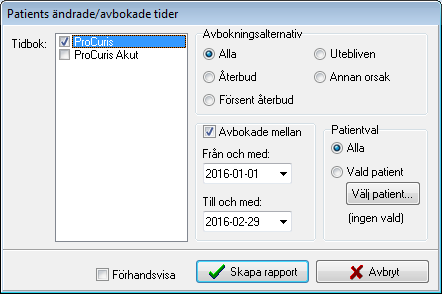 Patients ändrade/avbokade tider
Tidbok:
ProCuris
ProCuris Akut
Avbokningsalternativ
Alla
Utebliven
Återbud
Annan orsak
Försent återbud
Avbokade mellan
Från och med:
2016-01-01
Till och med:
2016-02-29
Patientval
Alla
Vald patient
Välj patient...
(ingen vald)
Förhandsvisa
Skapa rapport
Avbryt